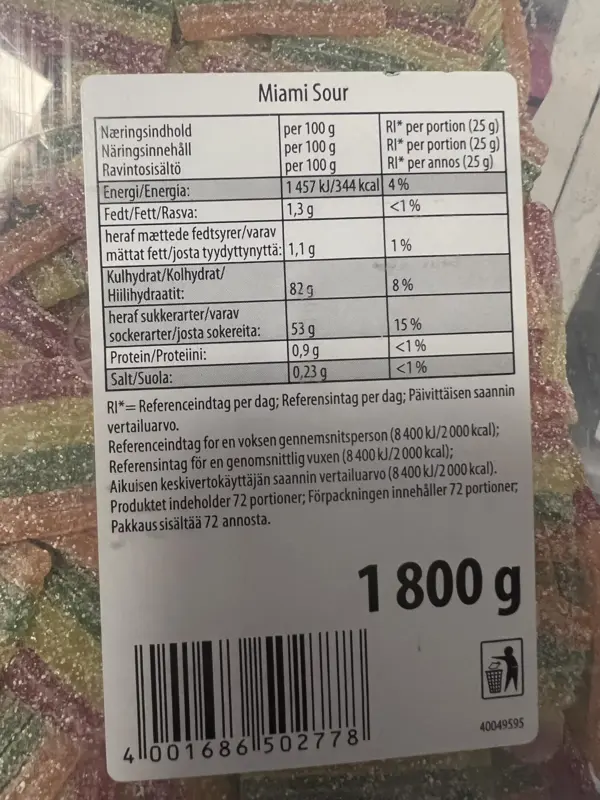 Miami Sour
Næringsindhold per 100 g RI* per portion (25 g)
Näringsinnehåll per 100 g RI* per portion (25 g)
Ravintosisältö per 100 g RI* per annos (25 g)
Energi/Energia: 1 457 kJ/344 kcal 4 %
Fedt/Fett/Rasva: 1,3 g <1 %
heraf mættede fedtsyrer/varav
mättat fett/josta tyydyttynyttä: 1,1 g 1 %
Kulhydrat/Kolhydrat/
Hiilihydraatit: 82 g 8 %
heraf sukkerarter/varav
sockerarter/josta sokereita: 53 g 15 %
Protein/Proteiini: 0,9 g <1 %
Salt/Suola: 0,23 g <1 %
RI*= Referenceindtag per dag; Referensintag per dag; Päivittäisen saannin
vertailuarvo.
Referenceindtag for en voksen gennemsnitsperson (8 400 kJ/2 000 kcal);
Referensintag för en genomsnittlig vuxen (8 400 kJ/2 000 kcal);
Aikuisen keskivertokäyttäjän saannin vertailuarvo (8 400 kJ/2 000 kcal).
Produktet indeholder 72 portioner; Förpackningen innehåller 72 portioner;
Pakkaus sisältää 72 annosta.
1 800 g
4 001686 502778
40049595